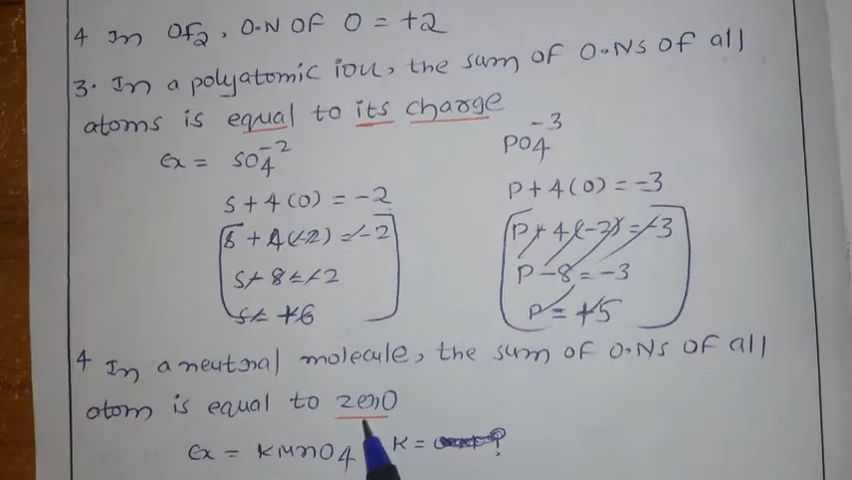 4 In OF2, O.N OF O = +2
3. In a polyatomic ion, the sum of O.Ns of all
atoms is equal to its charge
Ex = SO4-2
PO4-3
S + 4(O) = -2
P + 4(O) = -3
S + 4(-2) = -2
P + 4(-2) = -3
S - 8 = -2
P - 8 = -3
S = +6
P = +5
4 In a neutral molecule, the sum of O.Ns of all
atom is equal to zero
Ex = KMnO4 K = ?